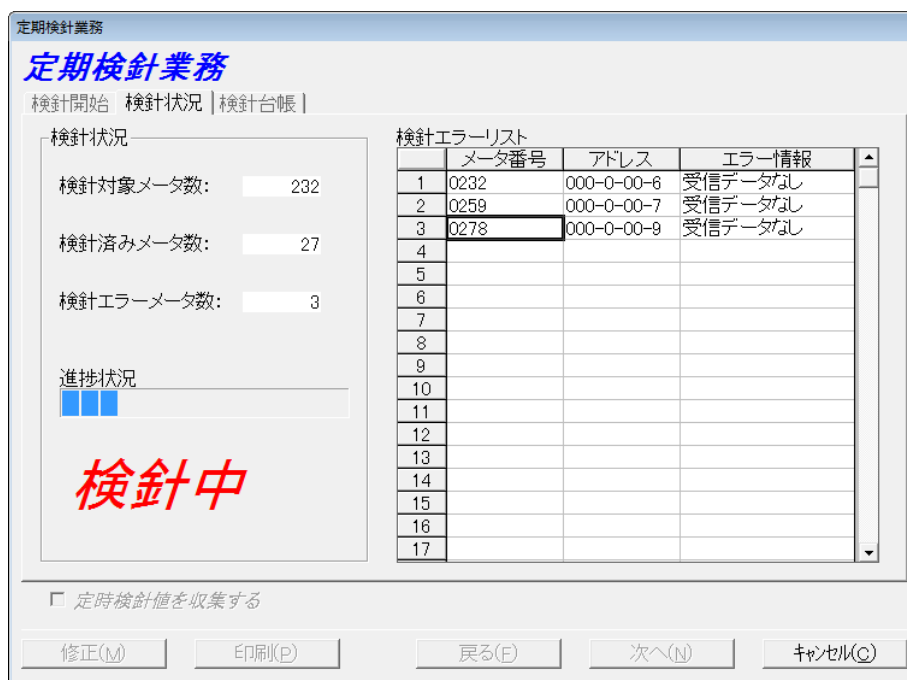 定期検針業務
定期検針業務
検針開始 検針状況 検針台帳
検針状況
検針対象メータ数: 232
検針済みメータ数: 27
検針エラーメータ数: 3
進捗状況
検針中
検針エラーリスト
メータ番号 アドレス エラー情報
1 0232 000-0-00-6 受信データなし
2 0259 000-0-00-7 受信データなし
3 0278 000-0-00-9 受信データなし
4
5
6
7
8
9
10
11
12
13
14
15
16
17
定時検針値を収集する
修正(M) 印刷(P) 戻る(F) 次へ(N) キャンセル(C)